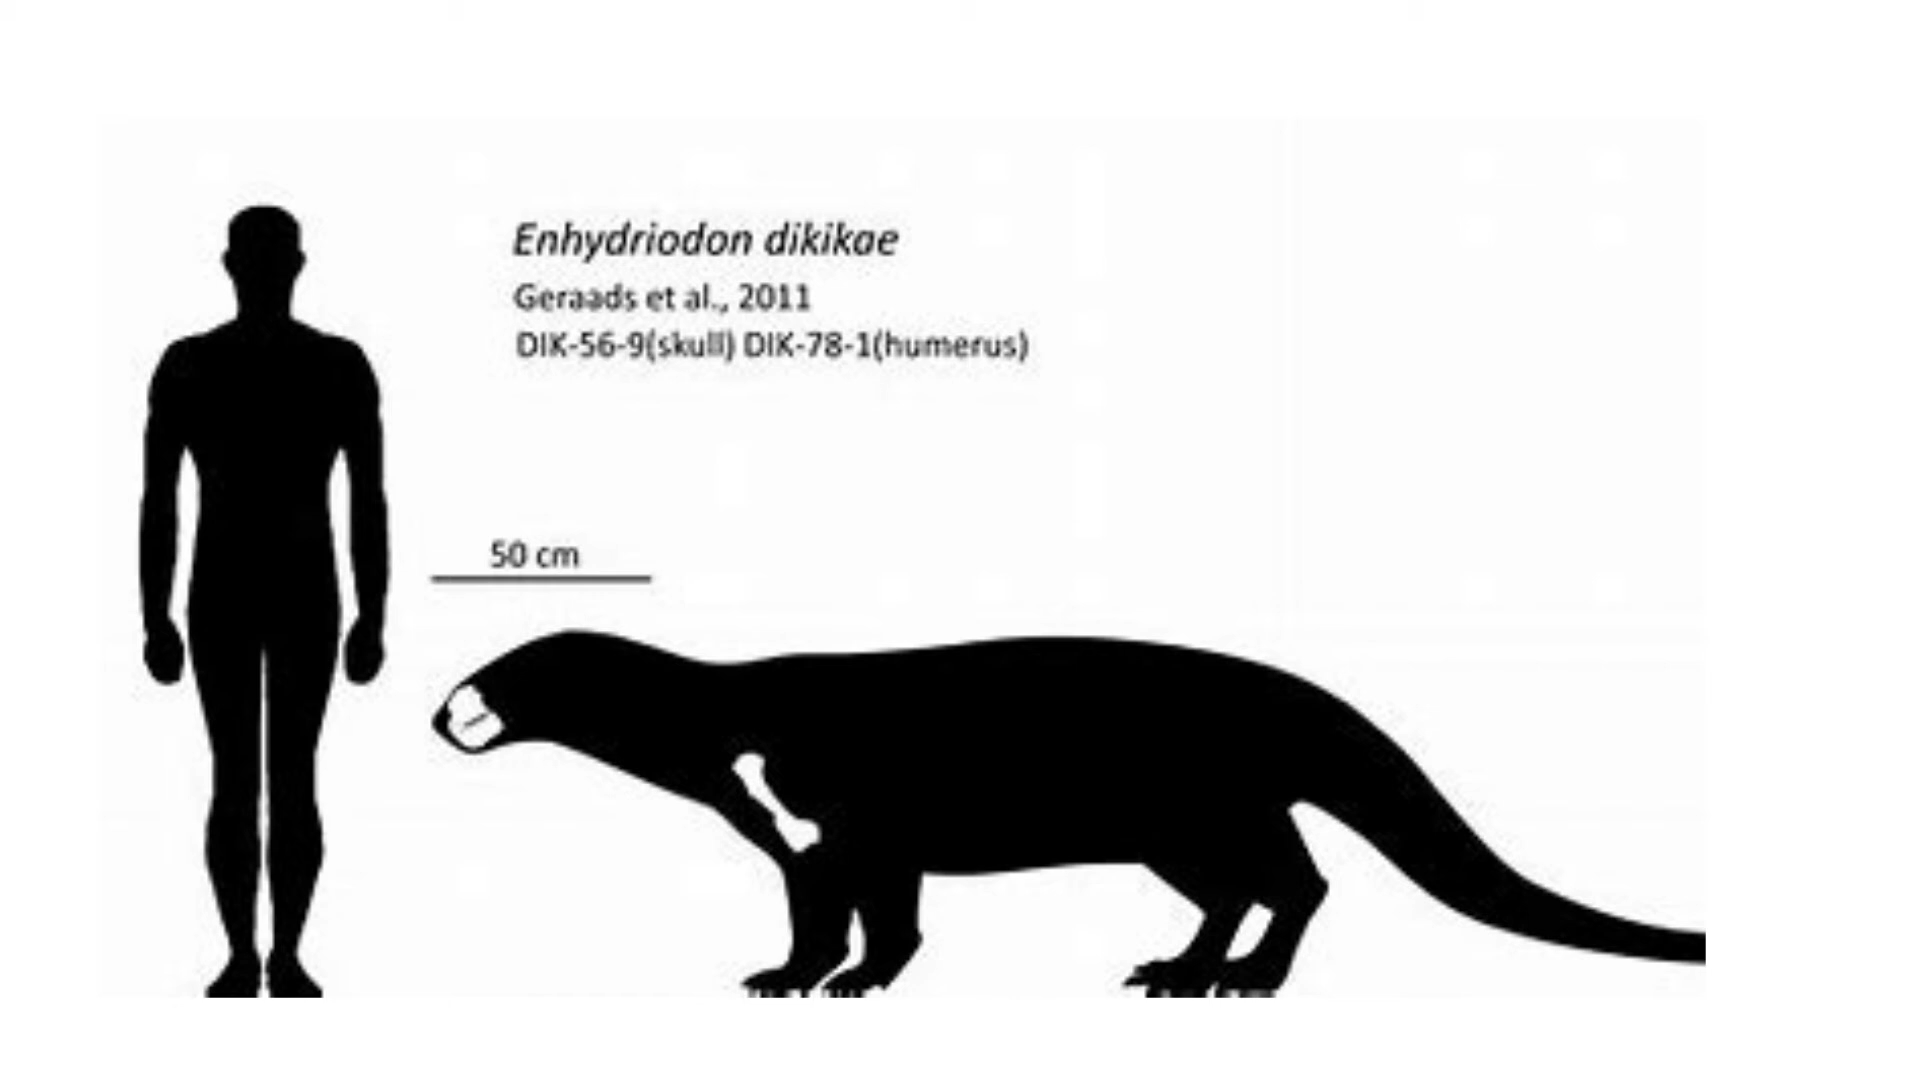 Enhydriodon dikikae
Geraads et al., 2011
DIK-56-9(skull) DIK-78-1(humerus)
50 cm